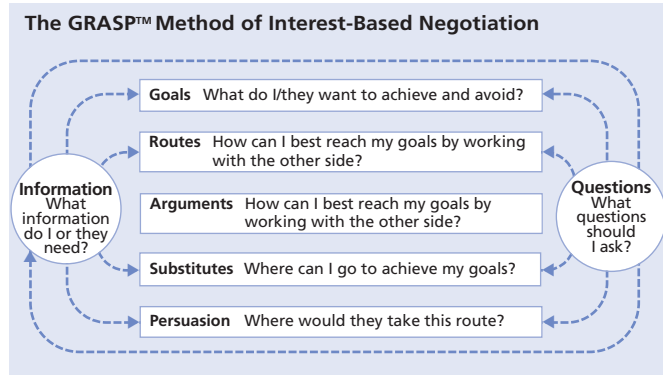 The GRASP™ Method of Interest-Based Negotiation
Goals What do I/they want to achieve and avoid?
Routes How can I best reach my goals by working
with the other side?
Information
What
information
do I or they
need?
Arguments How can I best reach my goals by
working with the other side?
Questions
What
questions
should
I ask?
Substitutes Where can I go to achieve my goals?
Persuasion Where would they take this route?